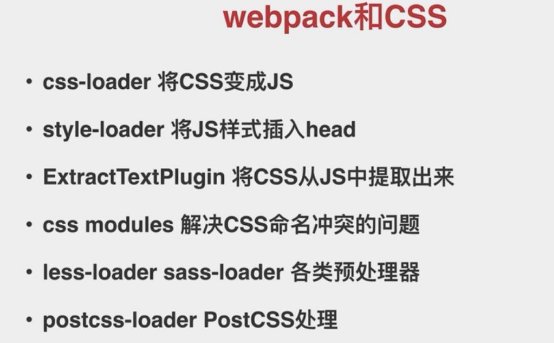 webpack和CSS
• css-loader 将CSS变成JS
• style-loader 将JS样式插入head
• ExtractTextPlugin 将CSS从JS中提取出来
• css modules 解决CSS命名冲突的问题
• less-loader sass-loader 各类预处理器
• postcss-loader PostCSS处理